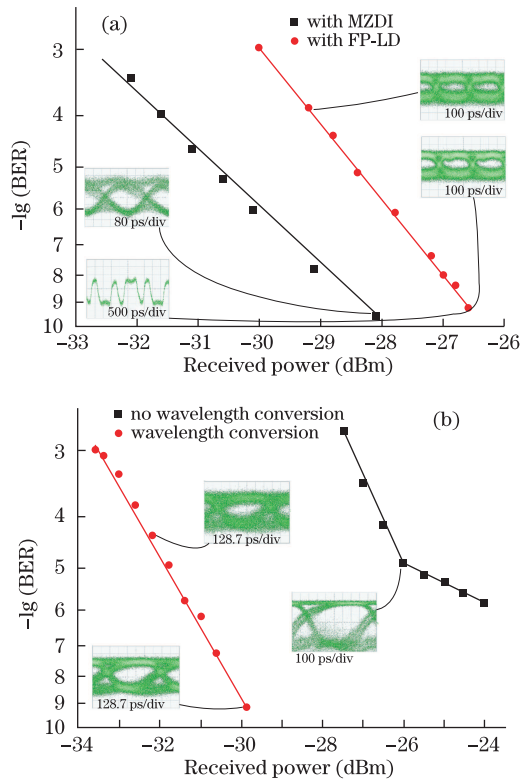 (a)
with MZDI
with FP-LD
3
4
5
6
7
8
9
10
–lg (BER)
100 ps/div
100 ps/div
80 ps/div
500 ps/div
–33 –32 –31 –30 –29 –28 –27 –26
Received power (dBm)
(b)
no wavelength conversion
wavelength conversion
3
4
5
6
7
8
9
10
–lg (BER)
128.7 ps/div
100 ps/div
128.7 ps/div
–34 –32 –30 –28 –26 –24
Received power (dBm)